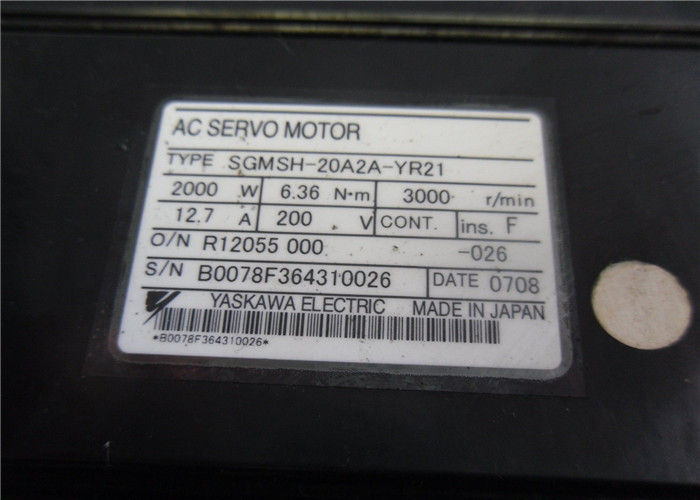 AC SERVO MOTOR
TYPE SGMSH-20A2A-YR21
2000 W 6.36 N·m 3000 r/min
12.7 A 200 V CONT. ins. F
O/N R12055 000 -026
S/N B0078F364310026 DATE 0708
YASKAWA ELECTRIC MADE IN JAPAN
*B0078F364310026*